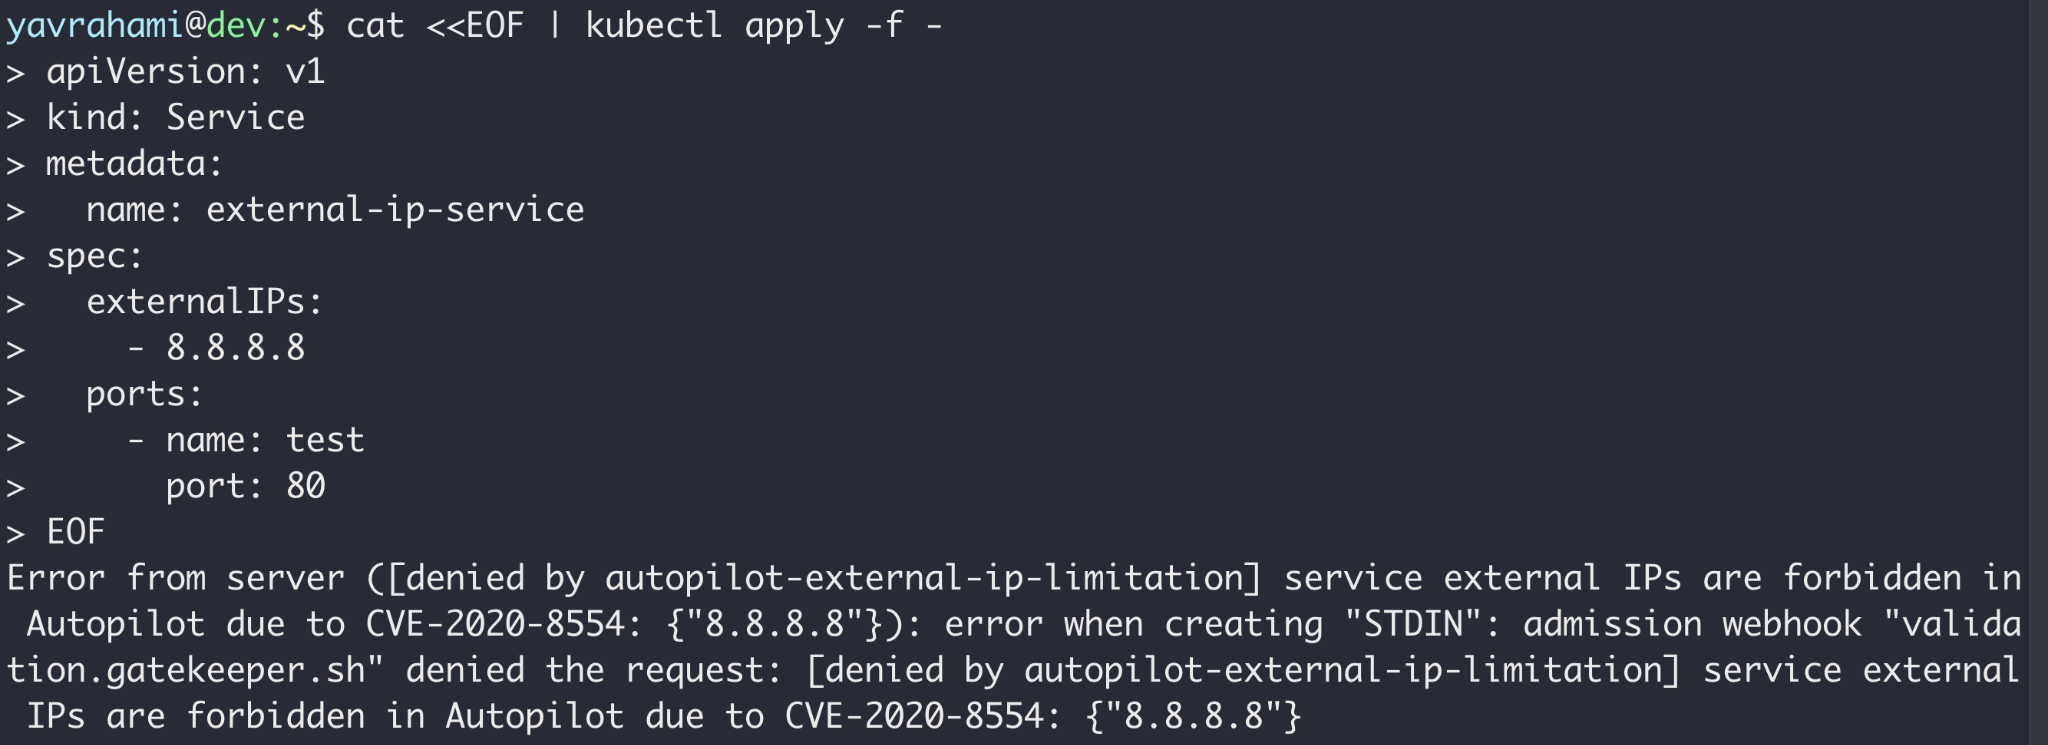 yavrahami@dev:~$ cat <<EOF | kubectl apply -f -
> apiVersion: v1
> kind: Service
> metadata:
>   name: external-ip-service
> spec:
>   externalIPs:
>     - 8.8.8.8
>   ports:
>     - name: test
>       port: 80
> EOF
Error from server ([denied by autopilot-external-ip-limitation] service external IPs are forbidden in
 Autopilot due to CVE-2020-8554: {"8.8.8.8"}): error when creating "STDIN": admission webhook "valida
tion.gatekeeper.sh" denied the request: [denied by autopilot-external-ip-limitation] service external
 IPs are forbidden in Autopilot due to CVE-2020-8554: {"8.8.8.8"}